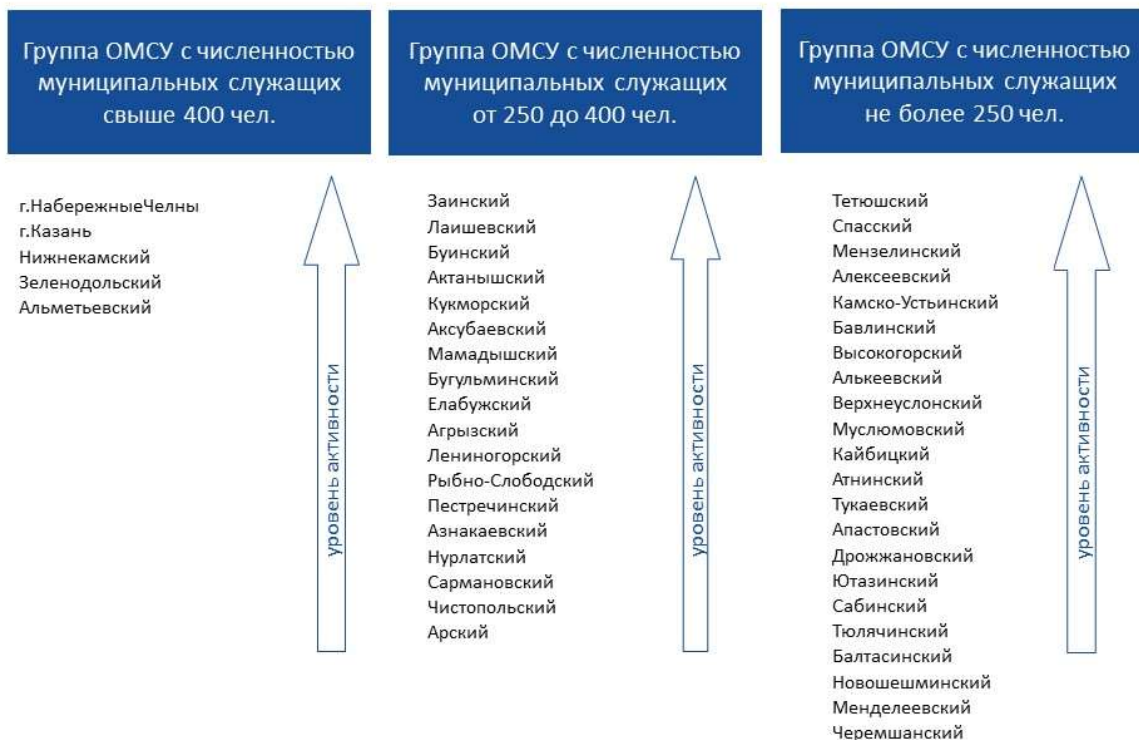 Группа ОМСУ с численностью
муниципальных служащих
свыше 400 чел.
г.НабережныеЧелны
г.Казань
Нижнекамский
Зеленодольский
Альметьевский
уровень активности
Группа ОМСУ с численностью
муниципальных служащих
от 250 до 400 чел.
Заинский
Лаишевский
Буинский
Актанышский
Кукморский
Аксубаевский
Мамадышский
Бугульминский
Елабужский
Агрызский
Лениногорский
Рыбно-Слободский
Пестречинский
Азнакаевский
Нурлатский
Сармановский
Чистопольский
Арский
уровень активности
Группа ОМСУ с численностью
муниципальных служащих
не более 250 чел.
Тетюшский
Спасский
Мензелинский
Алексеевский
Камско-Устьинский
Бавлинский
Высокогорский
Алькеевский
Верхнеуслонский
Муслюмовский
Кайбицкий
Атнинский
Тукаевский
Апастовский
Дрожжановский
Ютазинский
Сабинский
Тюлячинский
Балтасинский
Новошешминский
Менделеевский
Черемшанский
уровень активности